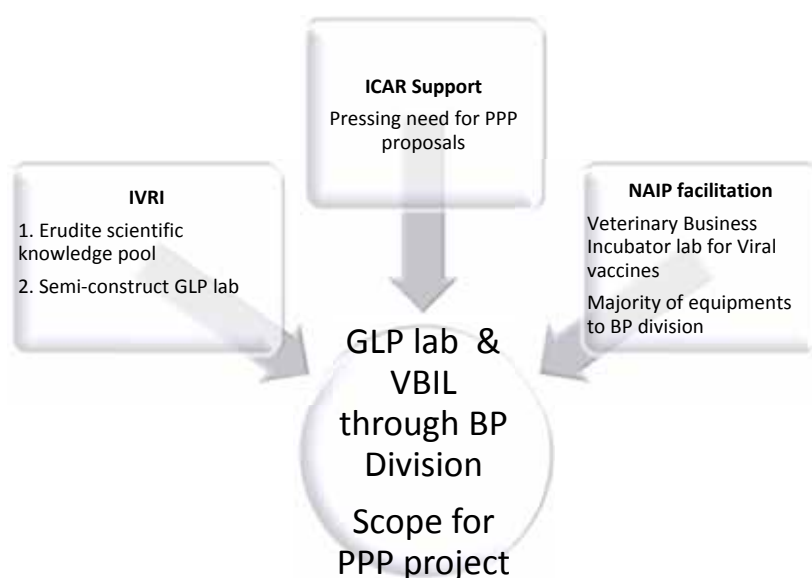 ICAR Support
Pressing need for PPP
proposals
IVRI
1. Erudite scientific
knowledge pool
2. Semi-construct GLP lab
NAIP facilitation
Veterinary Business
Incubator lab for Viral
vaccines
Majority of equipments
to BP division
GLP lab &
VBIL
through BP
Division
Scope for
PPP project